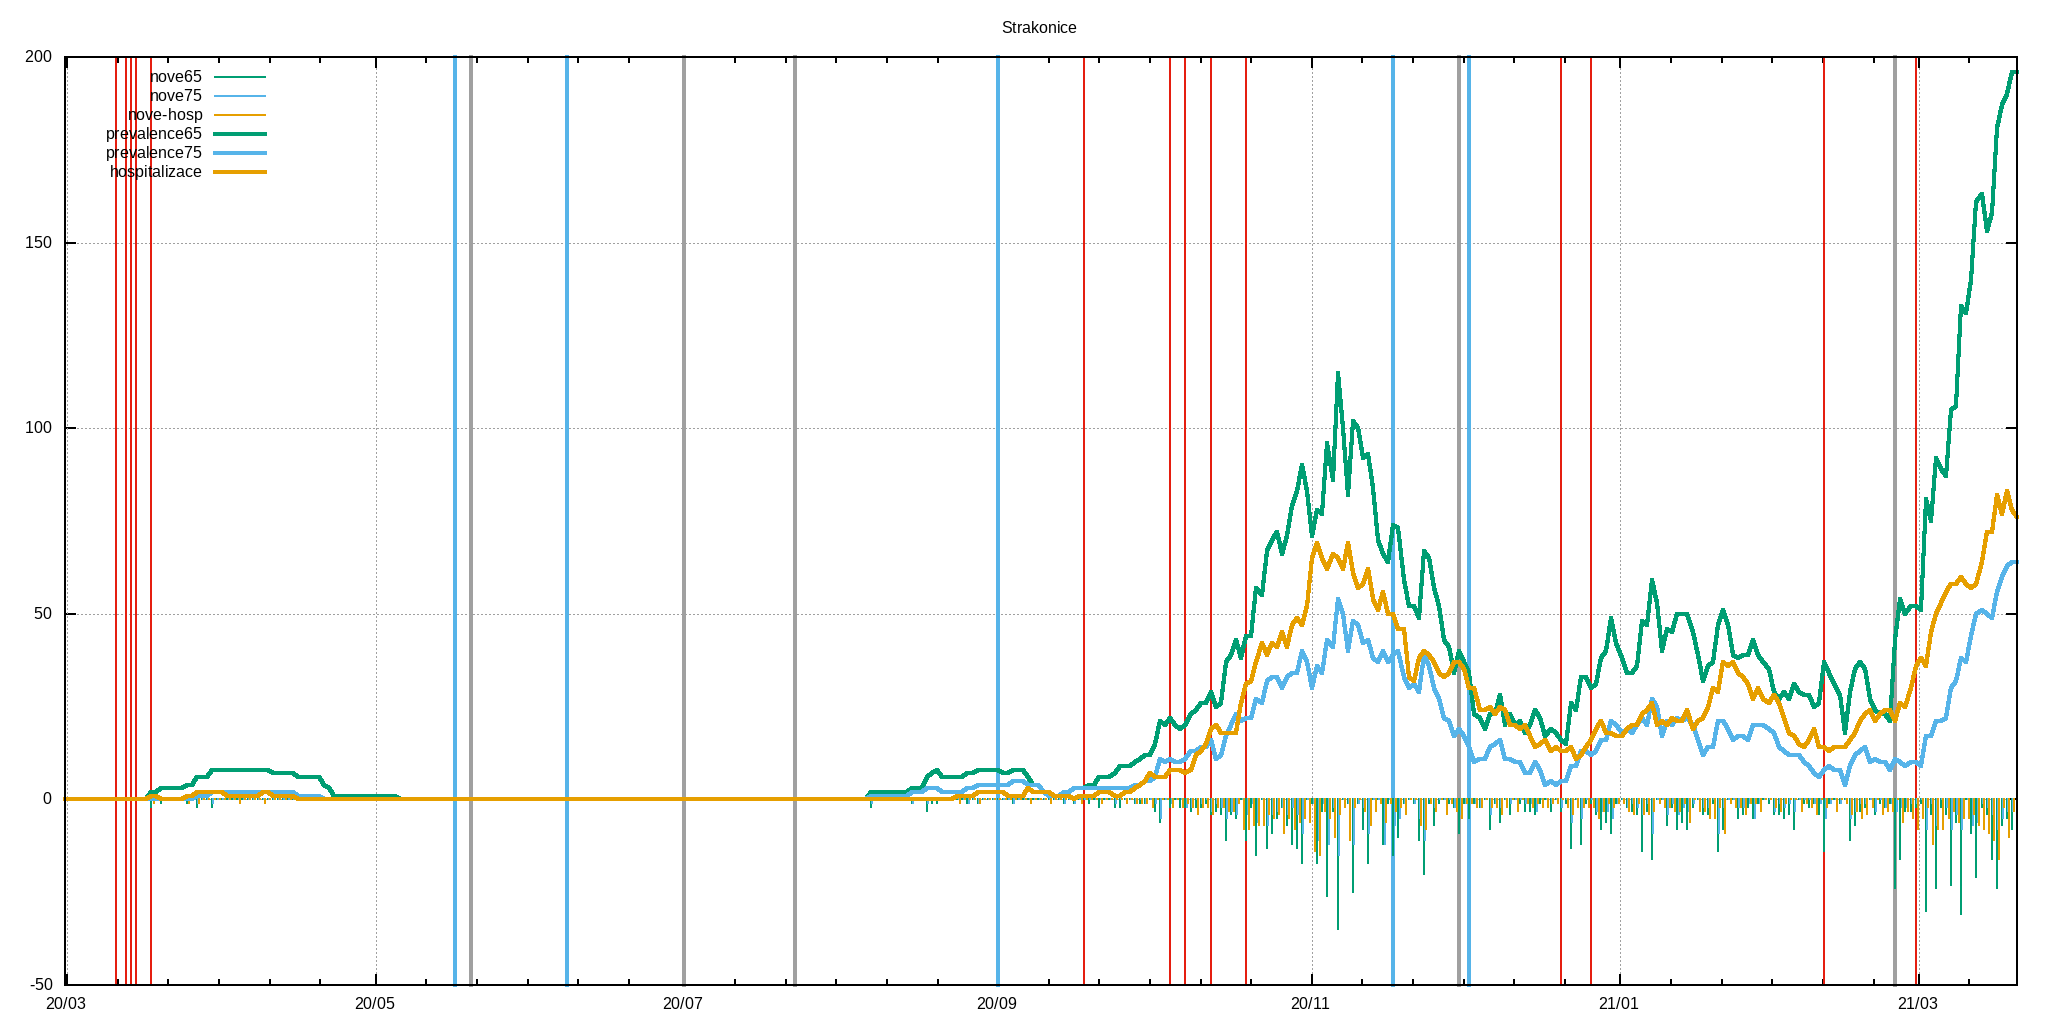 Strakonice
200
150
100
50
0
-50
nove65
nove75
nove-hosp
prevalence65
prevalence75
hospitalizace
20/03 20/05 20/07 20/09 20/11 21/01 21/03